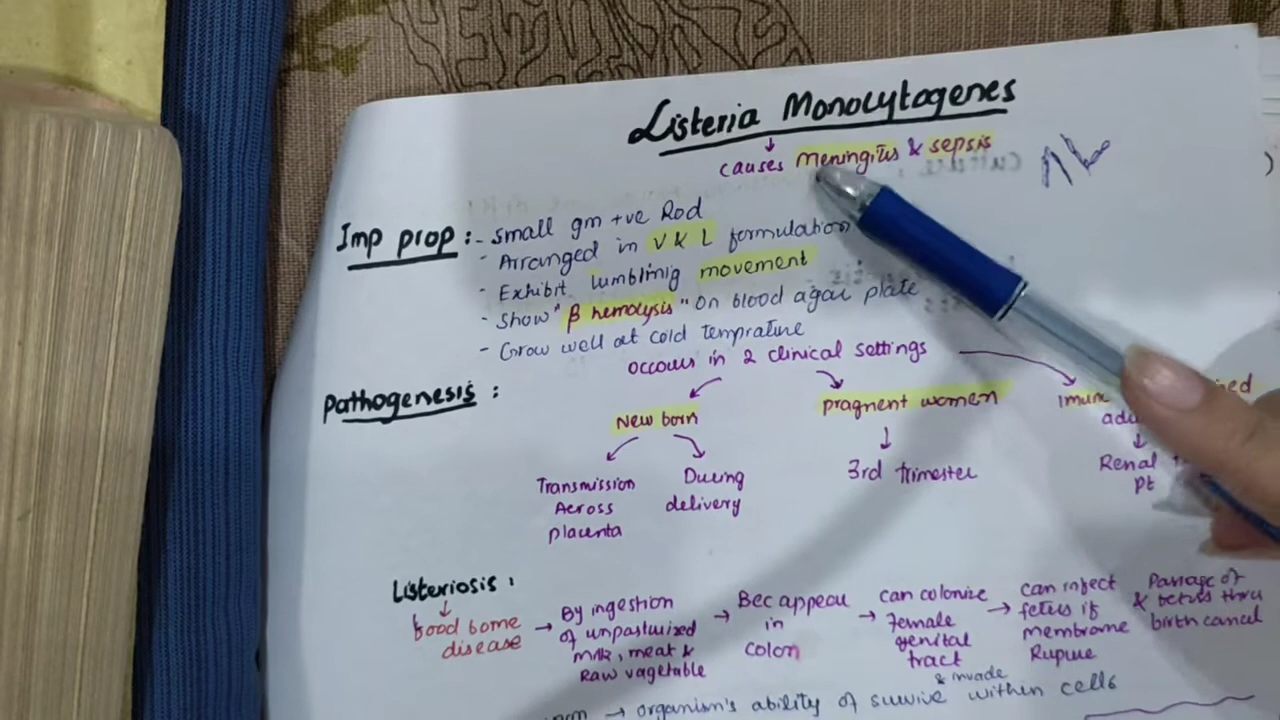 Listeria Monocytogenes
causes meningitus & sepsis
Imp prop :- small gm +ve Rod
- Arranged in V & L formulation
- Exhibit tumbling movement
- Show "β hemolysis" On blood agar plate
- Grow well at cold temprature
Pathogenesis :
occours in 2 clinical settings
New born
Transmission Across placenta
During delivery
pragnent women
3rd trimester
Renal
pt
Listeriosis :
food borne disease
→ By ingestion of unpasturized milk, meat & Raw vagetable
→ Bec appear in colon
→ can colonize female genital tract
→ can infect fetus if membrome Rupure
& Passage of fetus thru birth canal
& invade
→ organism's ability of survive within cells